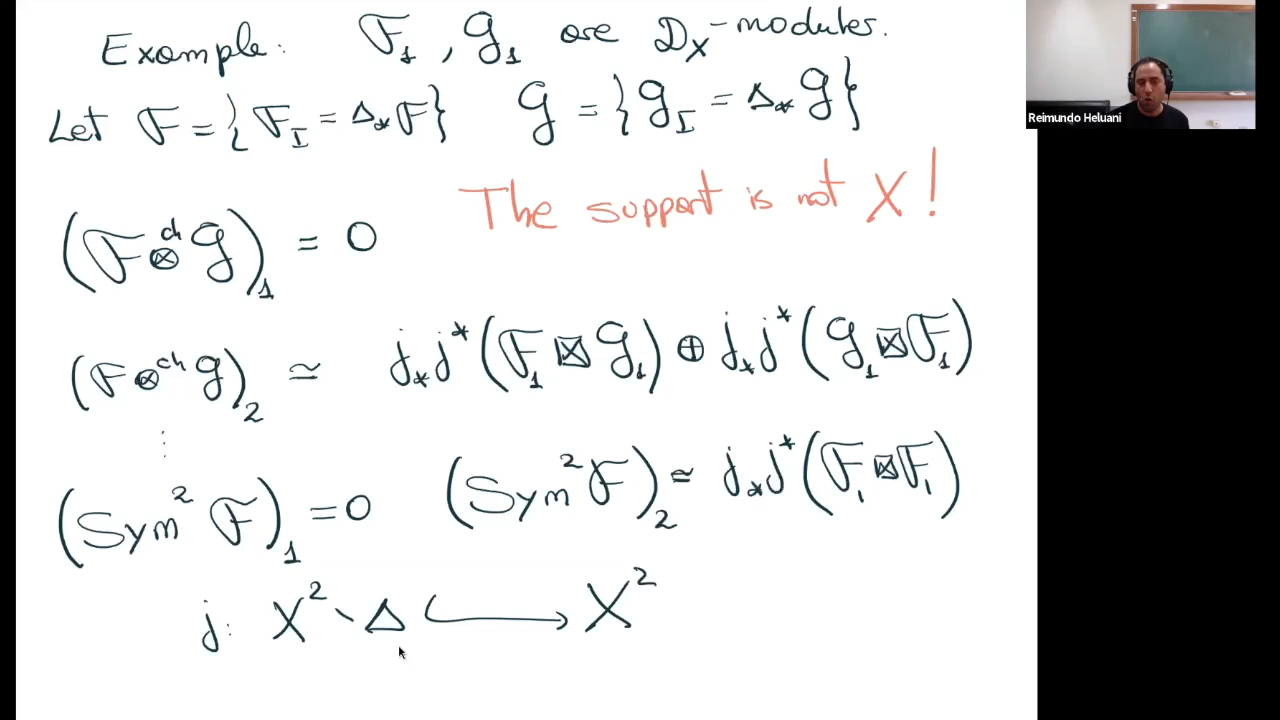 Example: F₁, G₁ are D_X-modules.
Let F = {F_I = Δ_* F} G = {G_I = Δ_* G}
The support is not X!
(F ⊗^ch G)₁ = 0
(F ⊗^ch G)₂ ≃ j_* j^* (F₁ ⊠ G₁) ⊕ j_* j^* (G₁ ⊠ F₁)
⋮
(Sym² F)₁ = 0 (Sym² F)₂ ≃ j_* j^* (F₁ ⊠ F₁)
j: X² \ Δ ↪ X²
Reimundo Heluani